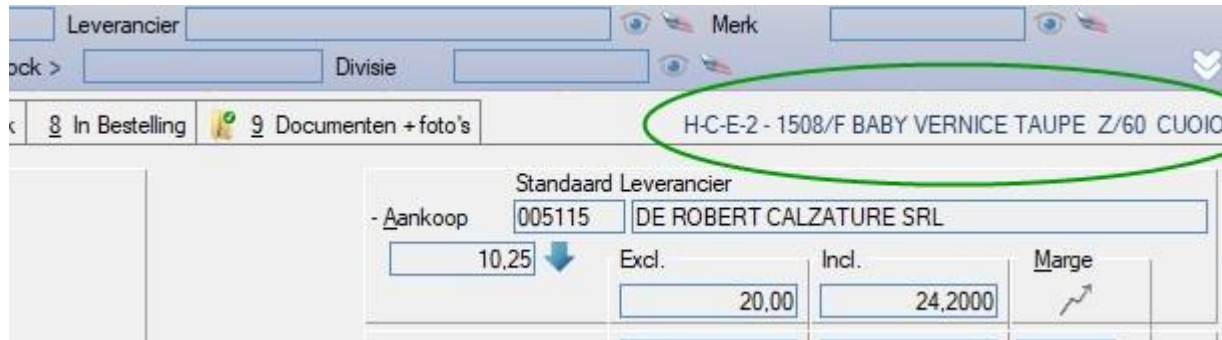 Leverancier Merk
ock > Divisie
k 8 In Bestelling 9 Documenten + foto's H-C-E-2 - 1508/F BABY VERNICE TAUPE Z/60 CUOIO
Standaard Leverancier
- Aankoop 005115 DE ROBERT CALZATURE SRL
10,25 Excl. Incl. Marge
20,00 24,2000